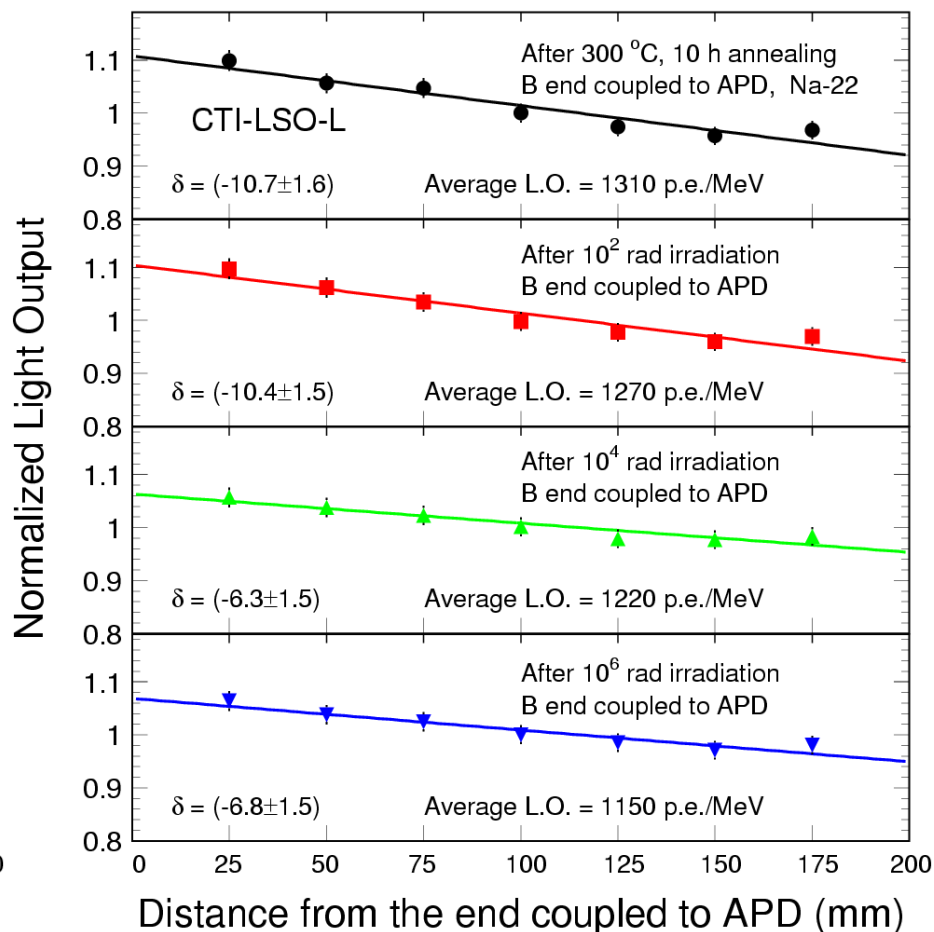 Normalized Light Output
1.1
1
0.9
0.8
After 300 °C, 10 h annealing
B end coupled to APD, Na-22
CTI-LSO-L
δ = (-10.7±1.6)
Average L.O. = 1310 p.e./MeV
1.1
1
0.9
0.8
After 10² rad irradiation
B end coupled to APD
δ = (-10.4±1.5)
Average L.O. = 1270 p.e./MeV
1.1
1
0.9
0.8
After 10⁴ rad irradiation
B end coupled to APD
δ = (-6.3±1.5)
Average L.O. = 1220 p.e./MeV
1.1
1
0.9
0.8
After 10⁶ rad irradiation
B end coupled to APD
δ = (-6.8±1.5)
Average L.O. = 1150 p.e./MeV
0 25 50 75 100 125 150 175 200
Distance from the end coupled to APD (mm)